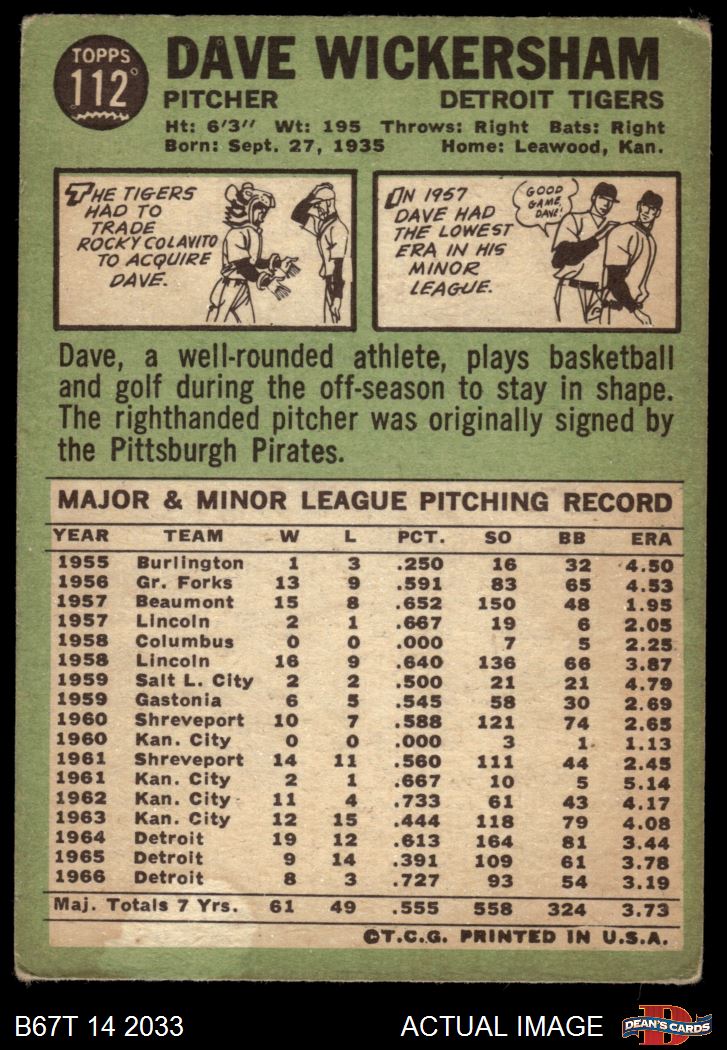 TOPPS
112
DAVE WICKERSHAM
PITCHER DETROIT TIGERS
Ht: 6'3" Wt: 195 Throws: Right Bats: Right
Born: Sept. 27, 1935 Home: Leawood, Kan.
THE TIGERS
HAD TO
TRADE
ROCKY COLAVITO
TO ACQUIRE
DAVE.
IN 1957
DAVE HAD
THE LOWEST
ERA IN HIS
MINOR
LEAGUE.
GOOD
GAME,
DAVE!
Dave, a well-rounded athlete, plays basketball
and golf during the off-season to stay in shape.
The righthanded pitcher was originally signed by
the Pittsburgh Pirates.
MAJOR & MINOR LEAGUE PITCHING RECORD
YEAR TEAM W L PCT. SO BB ERA
1955 Burlington 1 3 .250 16 32 4.50
1956 Gr. Forks 13 9 .591 83 65 4.53
1957 Beaumont 15 8 .652 150 48 1.95
1957 Lincoln 2 1 .667 19 6 2.05
1958 Columbus 0 0 .000 7 5 2.25
1958 Lincoln 16 9 .640 136 66 3.87
1959 Salt L. City 2 2 .500 21 21 4.79
1959 Gastonia 6 5 .545 58 30 2.69
1960 Shreveport 10 7 .588 121 74 2.65
1960 Kan. City 0 0 .000 3 1 1.13
1961 Shreveport 14 11 .560 111 44 2.45
1961 Kan. City 2 1 .667 10 5 5.14
1962 Kan. City 11 4 .733 61 43 4.17
1963 Kan. City 12 15 .444 118 79 4.08
1964 Detroit 19 12 .613 164 81 3.44
1965 Detroit 9 14 .391 109 61 3.78
1966 Detroit 8 3 .727 93 54 3.19
Maj. Totals 7 Yrs. 61 49 .555 558 324 3.73
©T.C.G. PRINTED IN U.S.A.
B67T 14 2033 ACTUAL IMAGE
D
DEAN'S CARDS